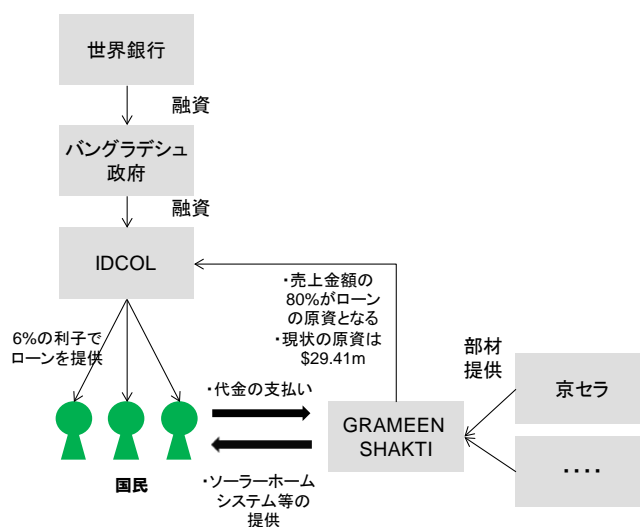 世界銀行
融資
バングラデシュ
政府
融資
IDCOL
・売上金額の
80%がローン
の原資となる
・現状の原資は
$29.41m
6%の利子で
ローンを提供
部材
提供
京セラ
・代金の支払い
GRAMEEN
SHAKTI
・・・・
国民
・ソーラーホーム
システム等の
提供